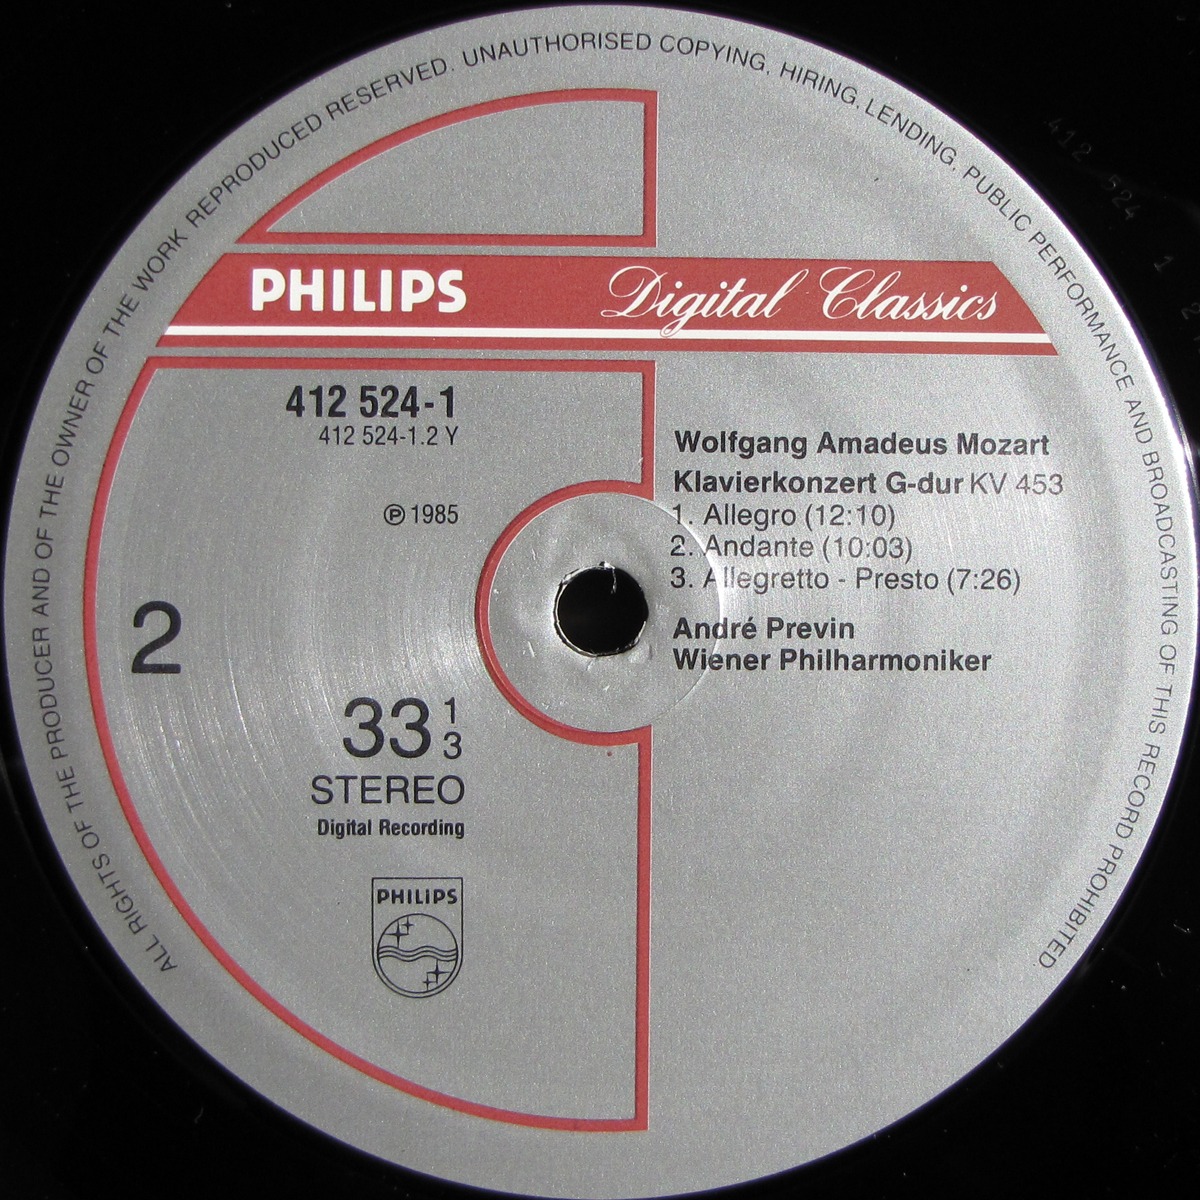 ALL RIGHTS OF THE PRODUCER AND OF THE OWNER OF THE WORK REPRODUCED RESERVED. UNAUTHORISED COPYING, HIRING, LENDING, PUBLIC PERFORMANCE AND BROADCASTING OF THIS RECORD PROHIBITED
PHILIPS Digital Classics
412 524-1
412 524-1.2 Y
℗ 1985
2
33 1/3
STEREO
Digital Recording
PHILIPS
Wolfgang Amadeus Mozart
Klavierkonzert G-dur KV 453
1. Allegro (12:10)
2. Andante (10:03)
3. Allegretto - Presto (7:26)
André Previn
Wiener Philharmoniker
412 524 1